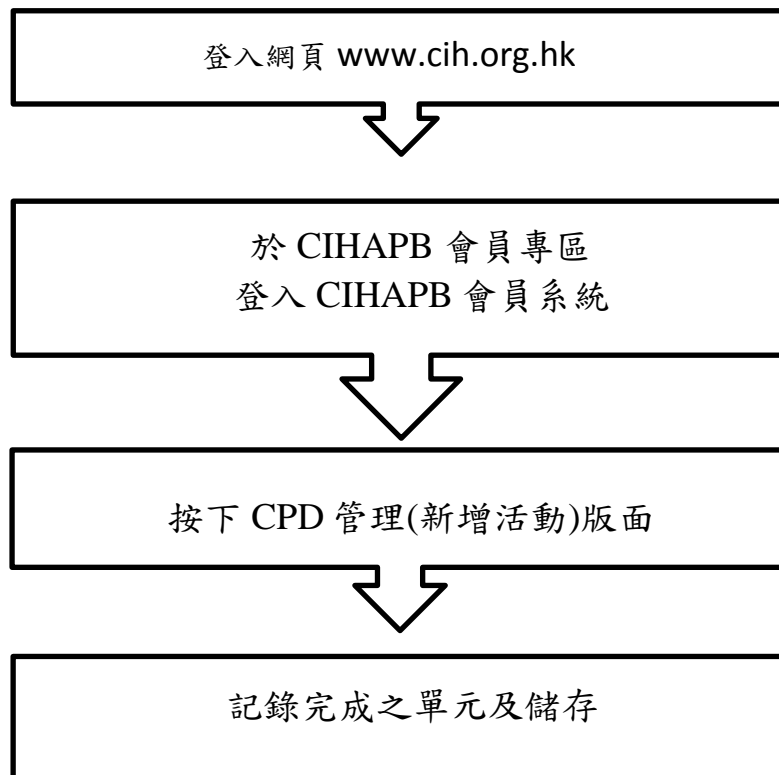 登入網頁 www.cih.org.hk
於 CIHAPB 會員專區
登入 CIHAPB 會員系統
按下 CPD 管理(新增活動)版面
記錄完成之單元及儲存